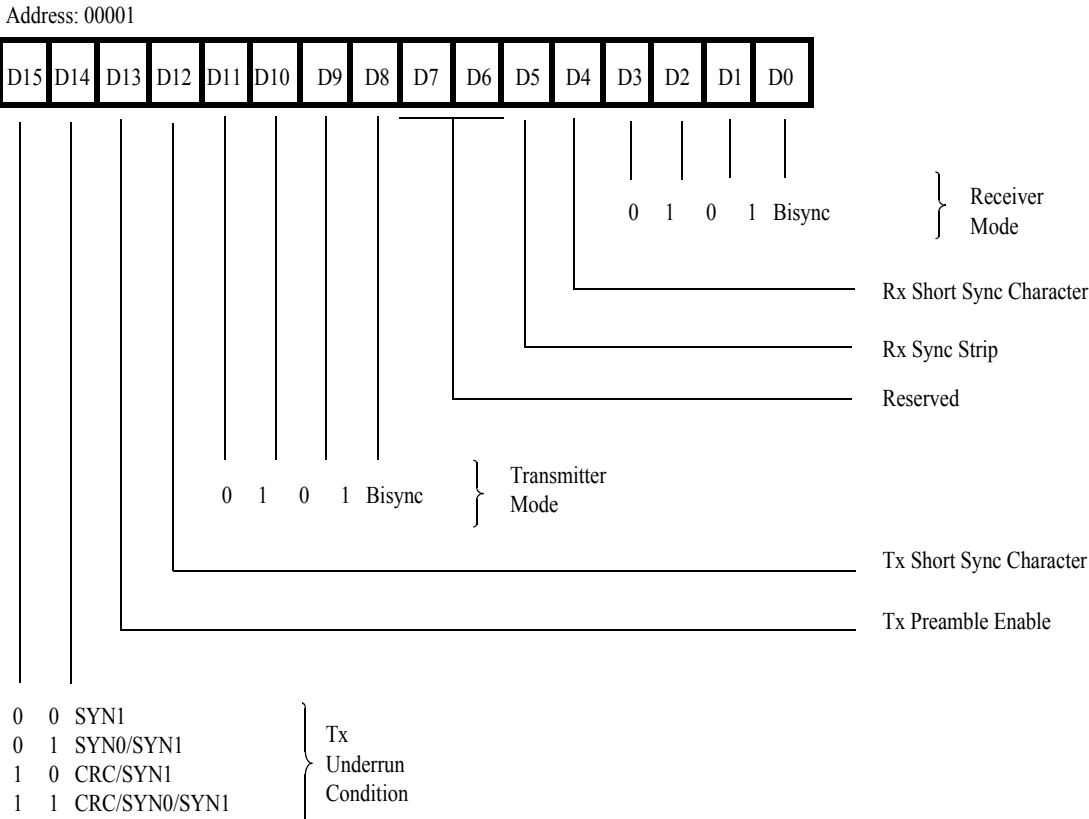 Address: 00001
D15 D14 D13 D12 D11 D10 D9 D8 D7 D6 D5 D4 D3 D2 D1 D0
0 1 0 1 Bisync
Receiver
Mode
Rx Short Sync Character
Rx Sync Strip
Reserved
0 1 0 1 Bisync
Transmitter
Mode
Tx Short Sync Character
Tx Preamble Enable
0 0 SYN1
0 1 SYN0/SYN1
1 0 CRC/SYN1
1 1 CRC/SYN0/SYN1
Tx
Underrun
Condition